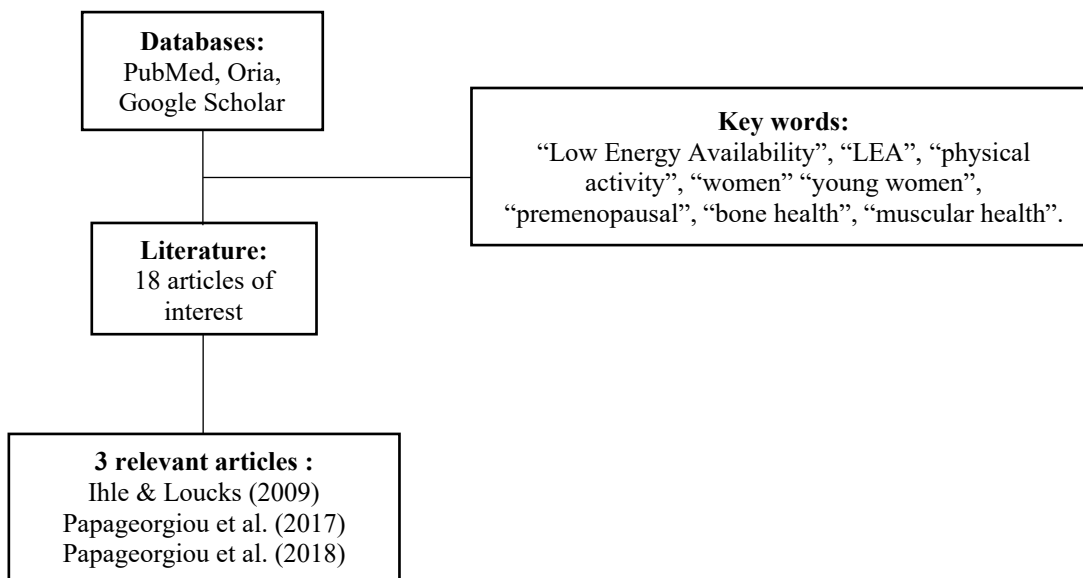 Databases:
PubMed, Oria,
Google Scholar
Key words:
“Low Energy Availability”, “LEA”, “physical
activity”, “women” “young women”,
“premenopausal”, “bone health”, “muscular health”.
Literature:
18 articles of
interest
3 relevant articles :
Ihle & Loucks (2009)
Papageorgiou et al. (2017)
Papageorgiou et al. (2018)